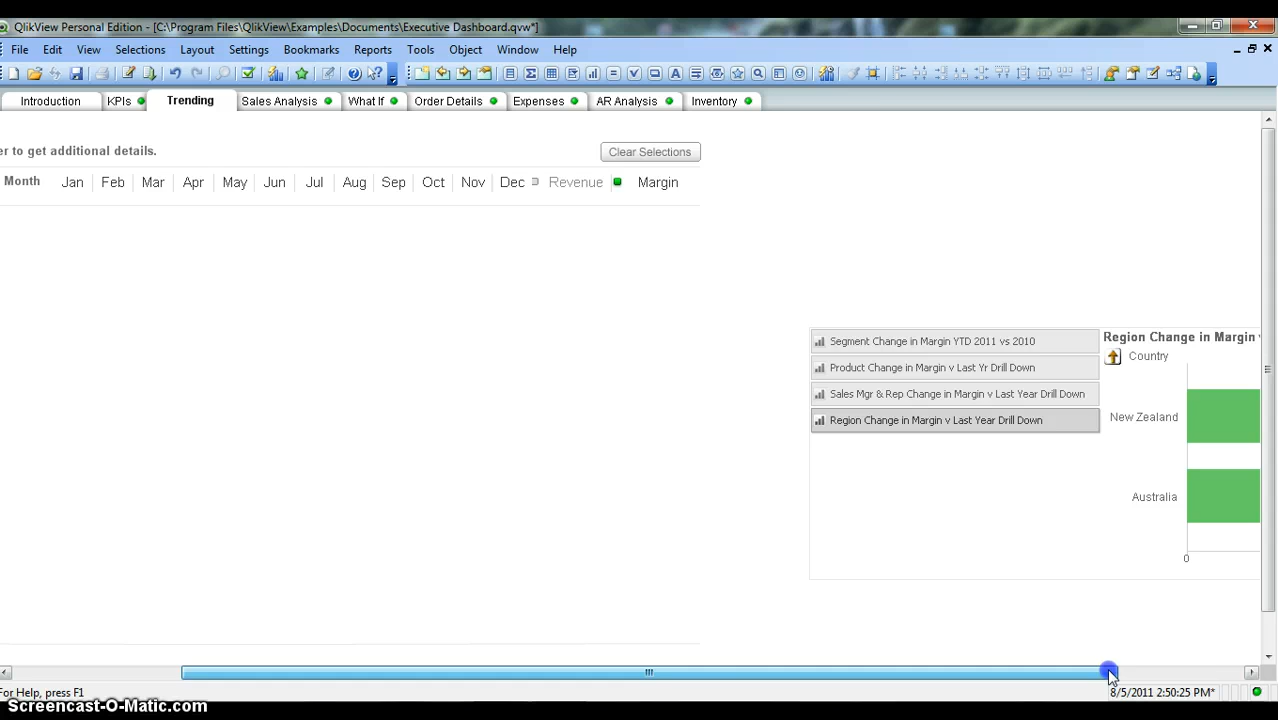 QlikView Personal Edition - [C:\Program Files\QlikView\Examples\Documents\Executive Dashboard.qvw*]
File Edit View Selections Layout Settings Bookmarks Reports Tools Object Window Help
Introduction KPIs Trending Sales Analysis What If Order Details Expenses AR Analysis Inventory
er to get additional details. Clear Selections
Month Jan Feb Mar Apr May Jun Jul Aug Sep Oct Nov Dec Revenue Margin
Segment Change in Margin YTD 2011 vs 2010
Product Change in Margin v Last Yr Drill Down
Sales Mgr & Rep Change in Margin v Last Year Drill Down
Region Change in Margin v Last Year Drill Down
Region Change in Margin
Country
New Zealand
Australia
0
For Help, press F1 8/5/2011 2:50:25 PM*
Screencast-O-Matic.com